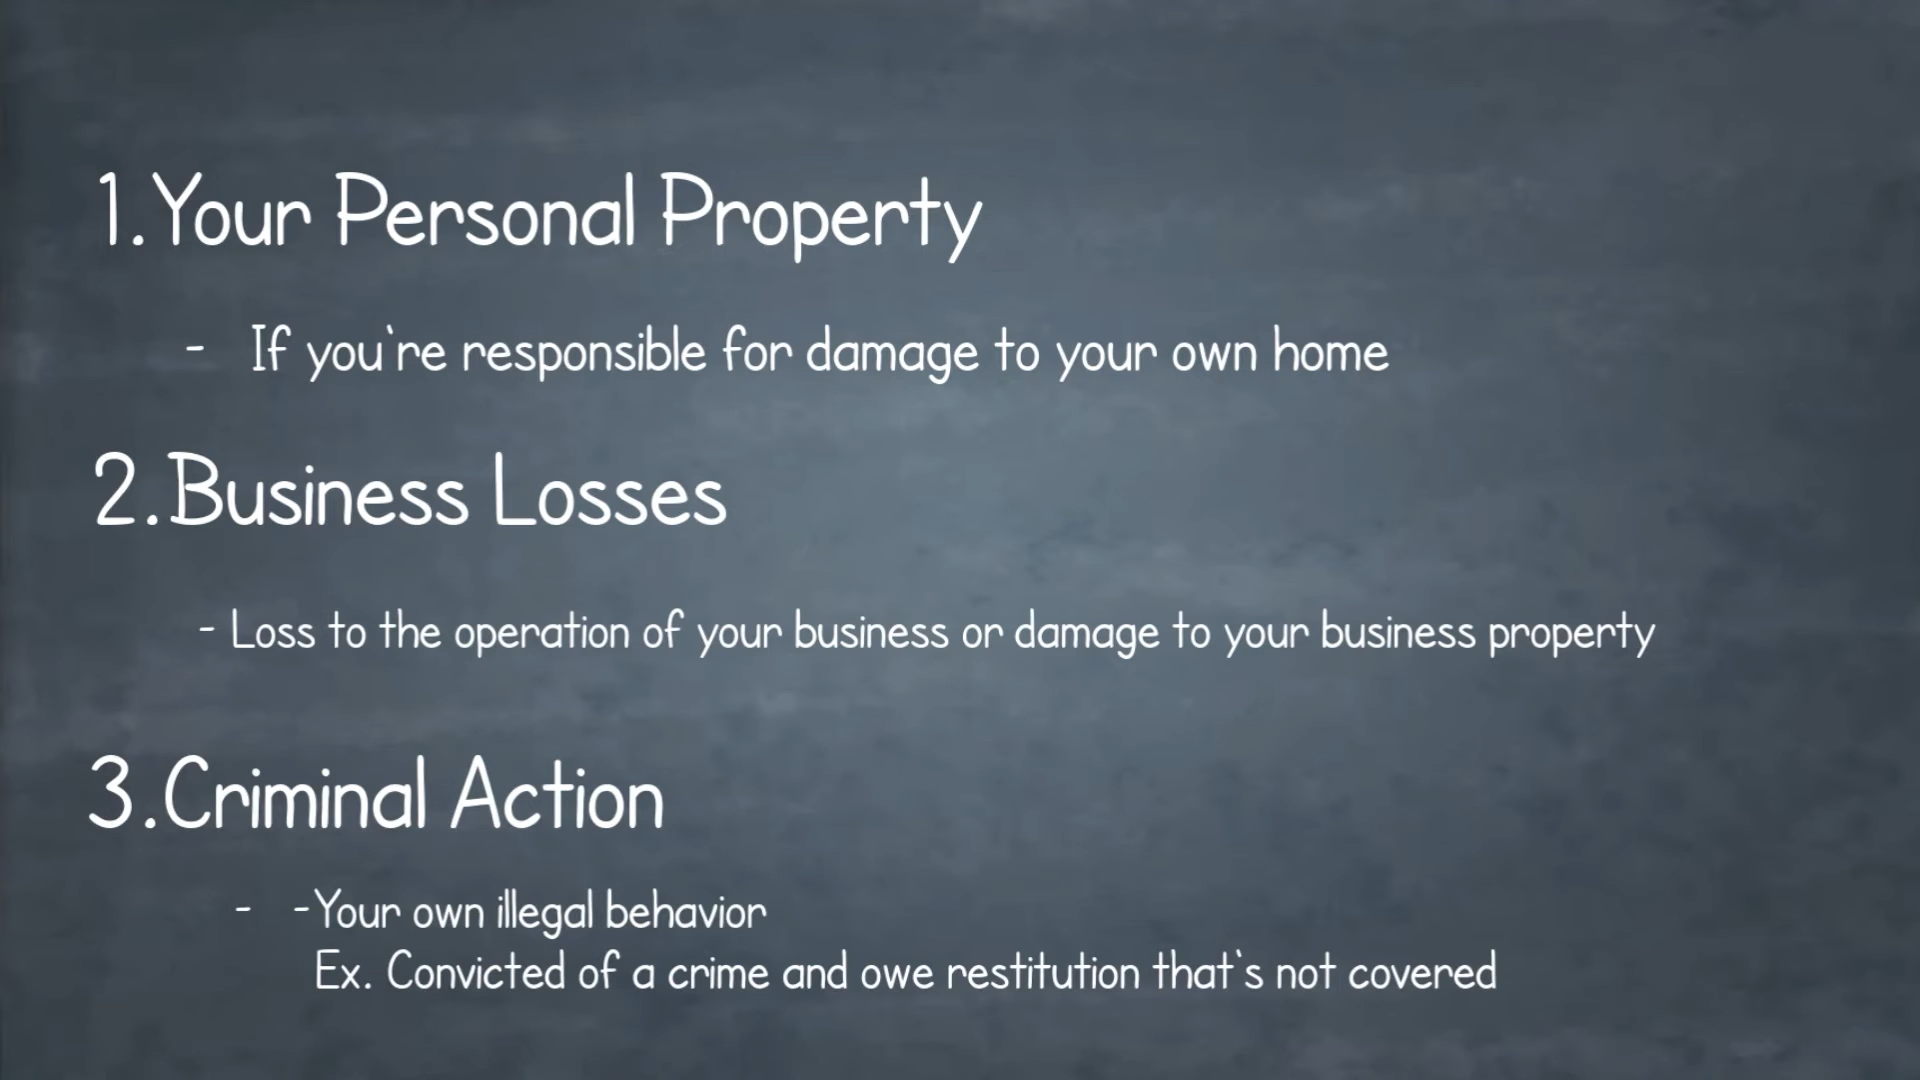 1.Your Personal Property
- If you're responsible for damage to your own home
2.Business Losses
- Loss to the operation of your business or damage to your business property
3.Criminal Action
- -Your own illegal behavior
Ex. Convicted of a crime and owe restitution that's not covered